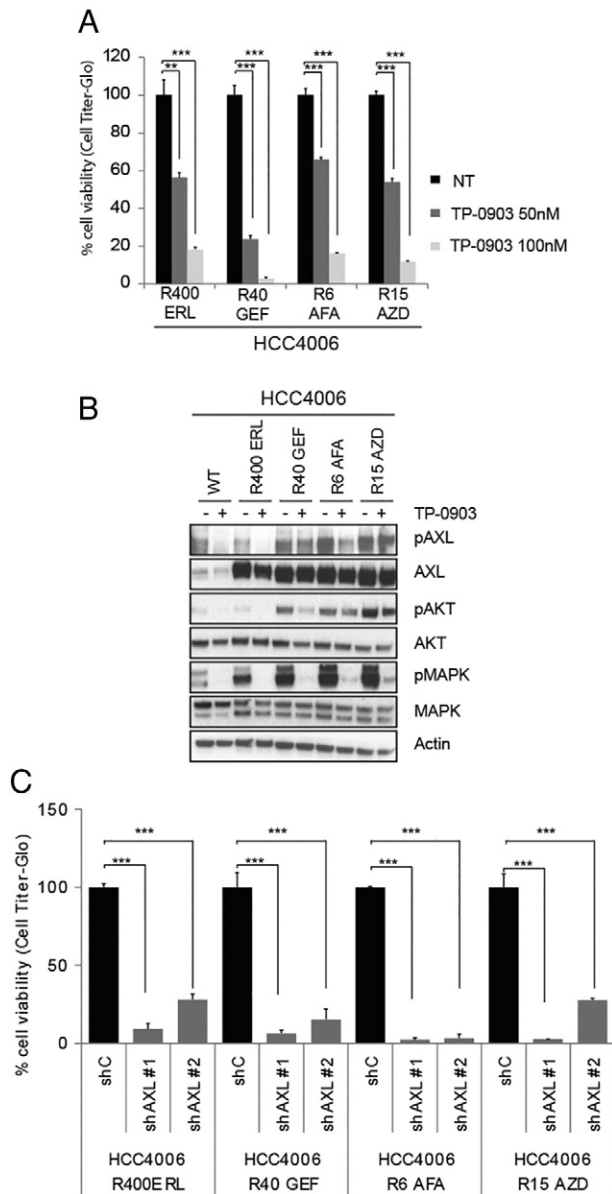 A
% cell viability (Cell Titer-Glo)
120
100
80
60
40
20
0
*** *** *** ***
** *** *** ***
NT
TP-0903 50nM
TP-0903 100nM
R400 R40 R6 R15
ERL GEF AFA AZD
HCC4006
B
HCC4006
WT R400 ERL R40 GEF R6 AFA R15 AZD
- + - + - + - + - + TP-0903
pAXL
AXL
pAKT
AKT
pMAPK
MAPK
Actin
C
% cell viability (Cell Titer-Glo)
150
100
50
0
*** *** *** ***
*** *** *** ***
shC shAXL #1 shAXL #2 shC shAXL #1 shAXL #2 shC shAXL #1 shAXL #2 shC shAXL #1 shAXL #2
HCC4006 HCC4006 HCC4006 HCC4006
R400ERL R40 GEF R6 AFA R15 AZD